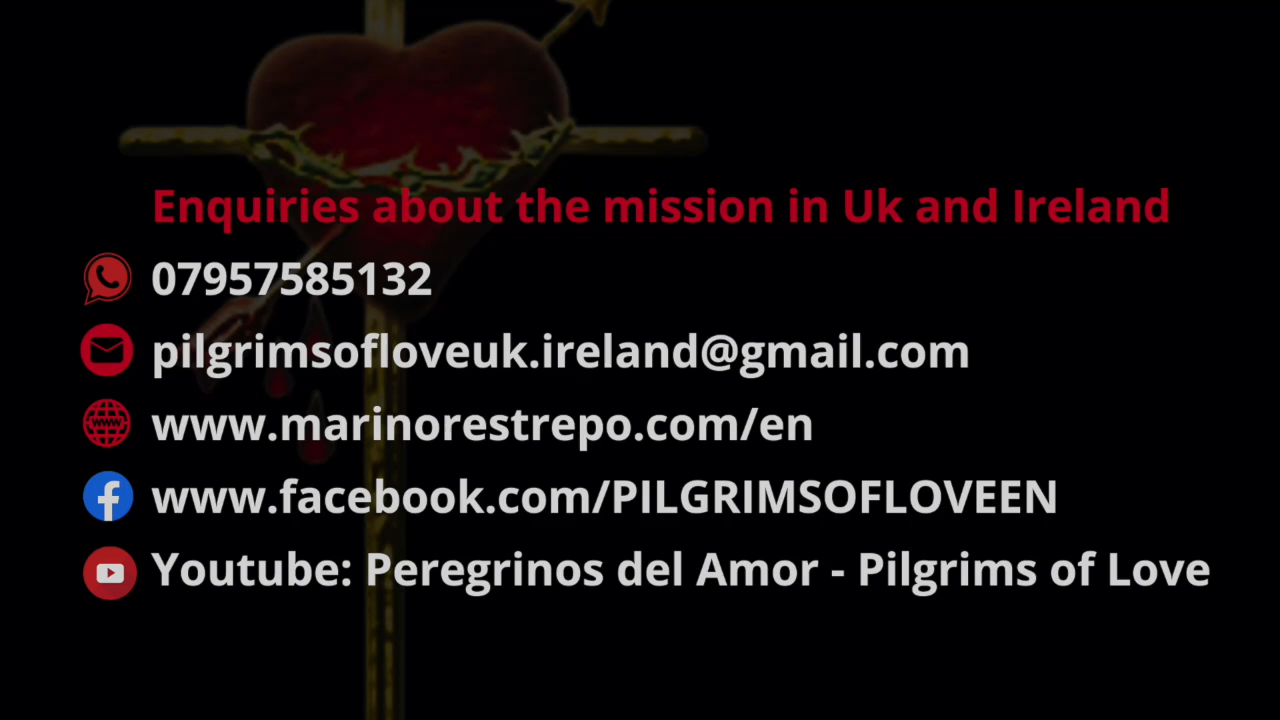 Enquiries about the mission in Uk and Ireland
07957585132
pilgrimsofloveuk.ireland@gmail.com
www
www.marinorestrepo.com/en
www.facebook.com/PILGRIMSOFLOVEEN
Youtube: Peregrinos del Amor - Pilgrims of Love